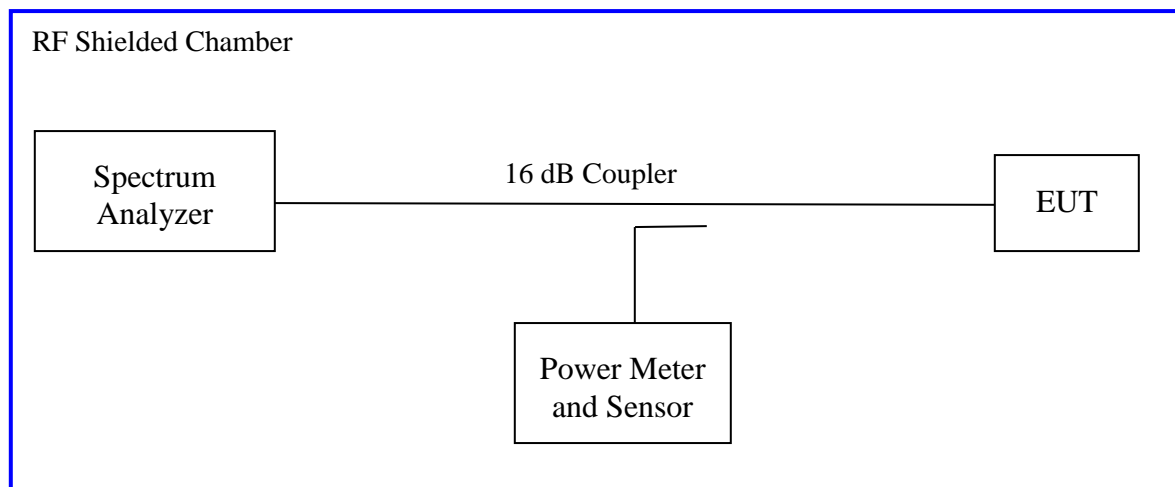 RF Shielded Chamber
16 dB Coupler
Spectrum
Analyzer
EUT
Power Meter
and Sensor